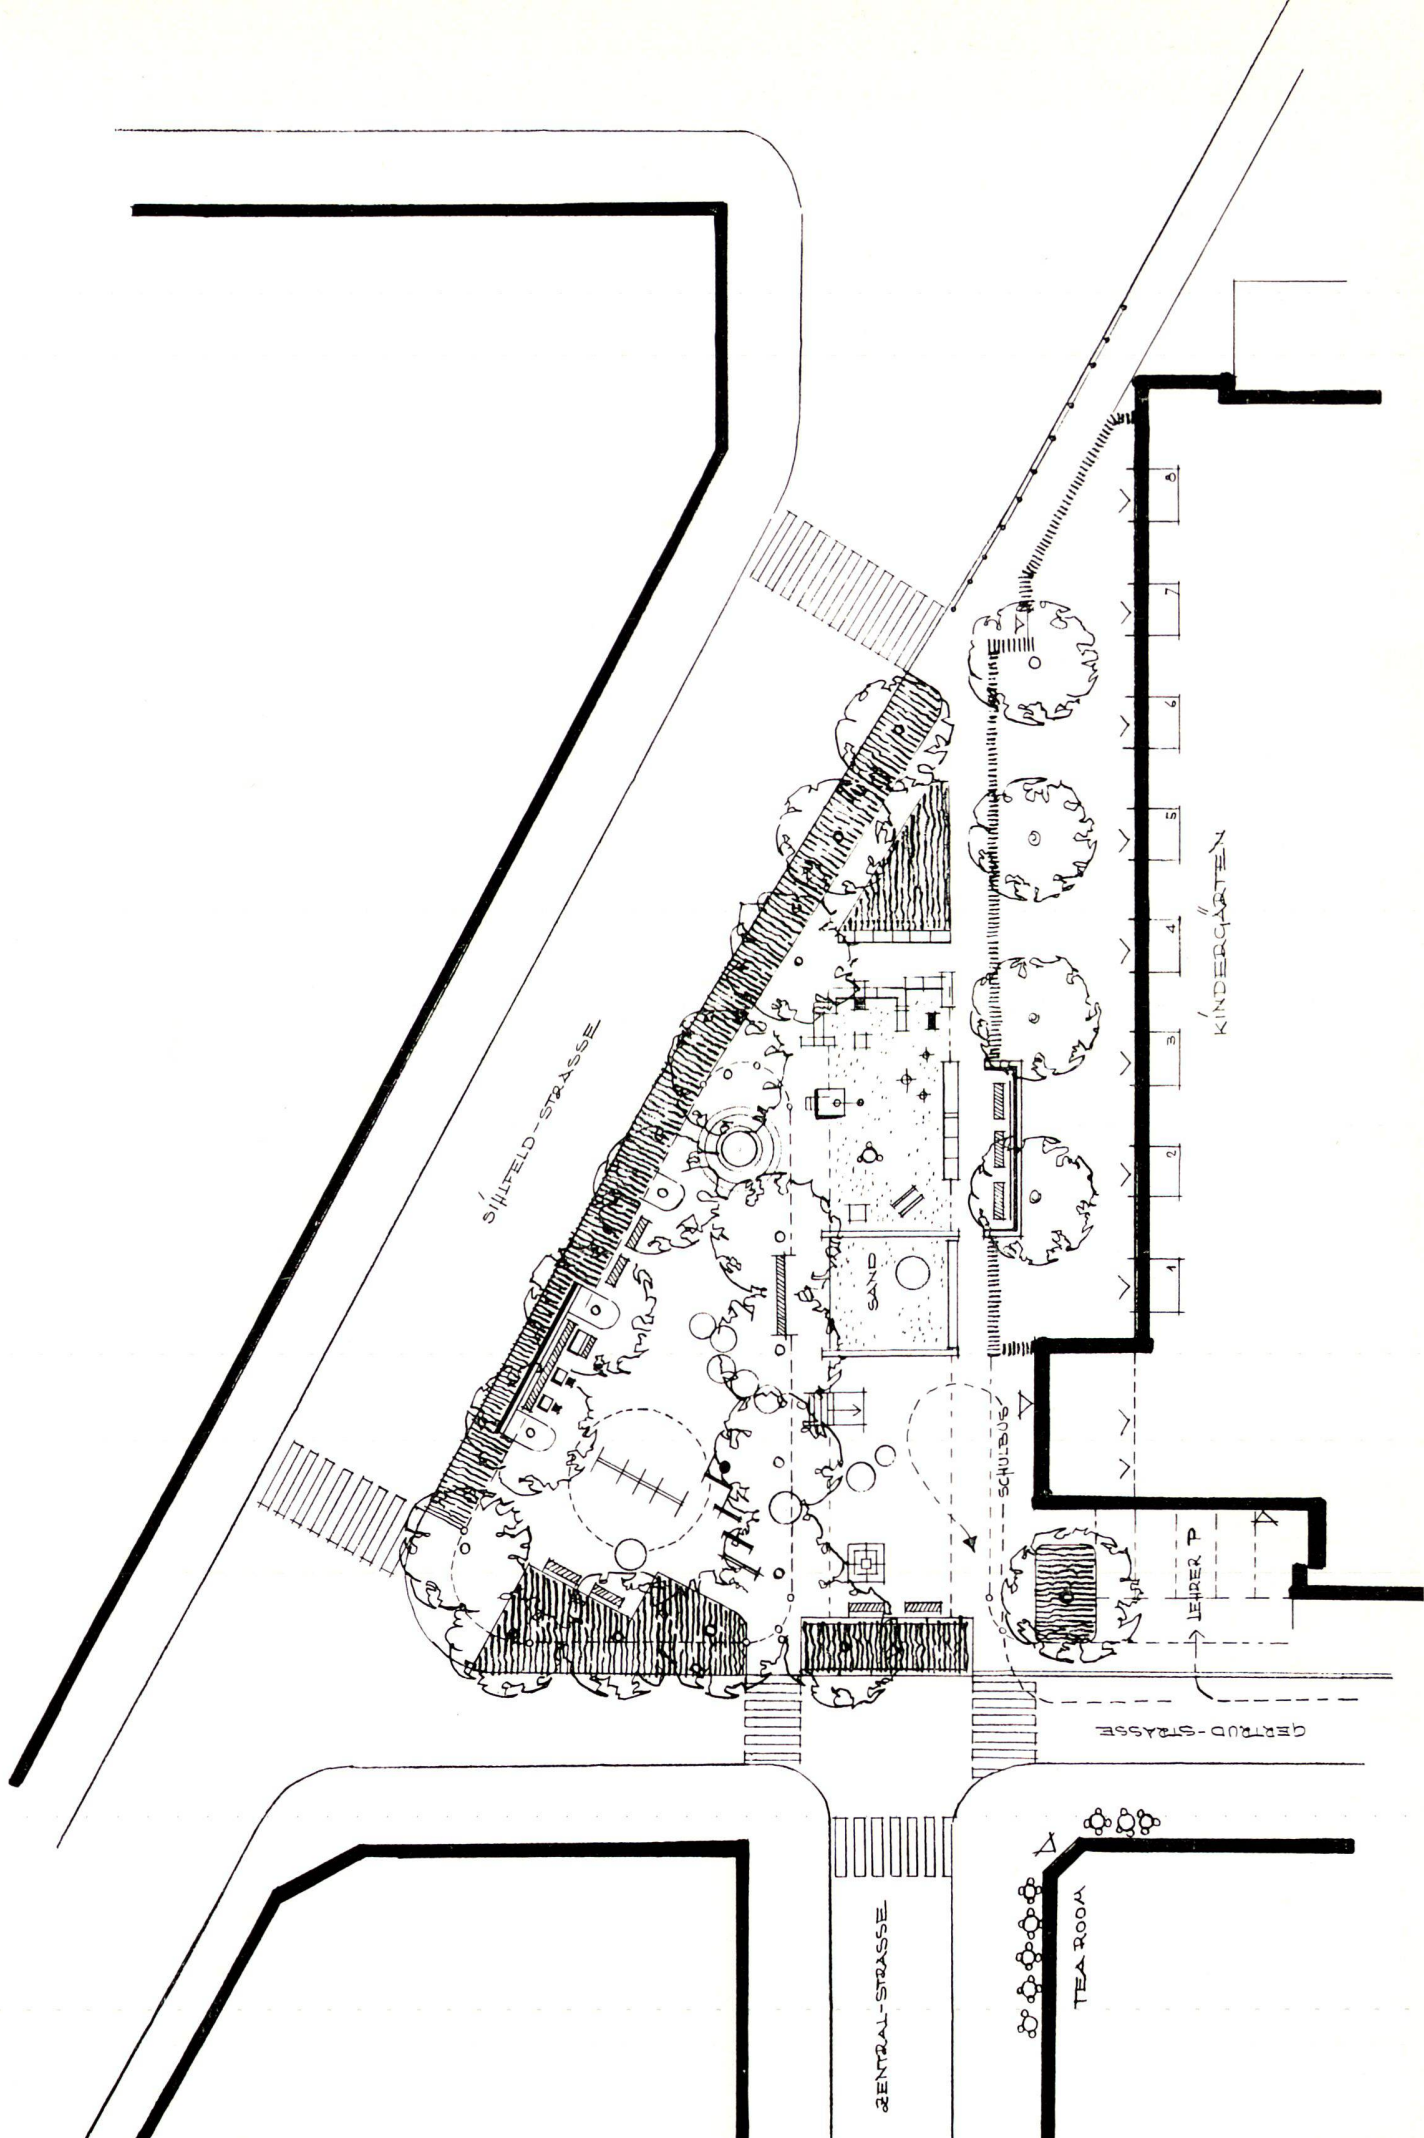 8
7
6
5
4
3
2
1
KINDERGÄRTEN
SIHLFELD-STRASSE
SAND
SCHULBUS
LEHRER P
GERTRUD-STRASSE
TEA ROOM
ZENTRAL-STRASSE